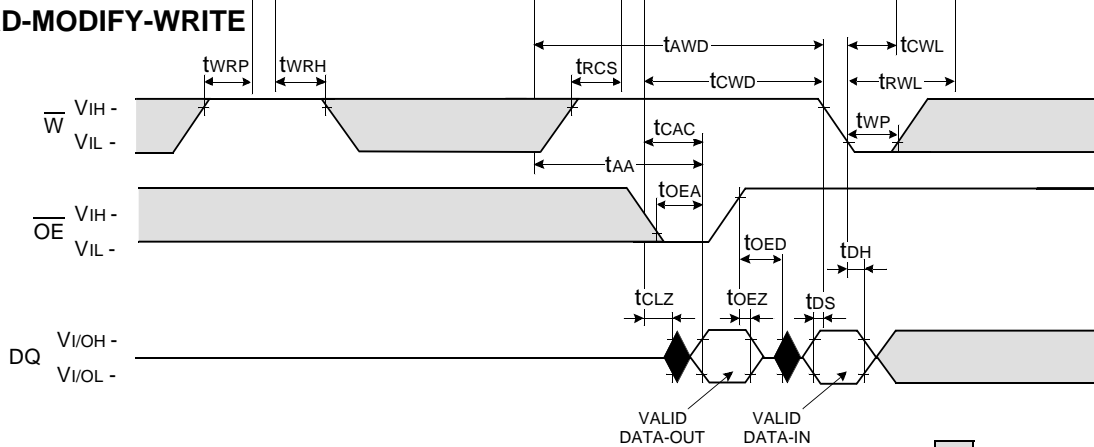 D-MODIFY-WRITE
tAWD
tCWL
tWRP
tWRH
tRCS
tCWD
tRWL
W
VIH -
VIL -
tCAC
tWP
tAA
tOEA
OE
VIH -
VIL -
tOED
tDH
tCLZ
tOEZ
tDS
DQ
VI/OH -
VI/OL -
VALID
DATA-OUT
VALID
DATA-IN